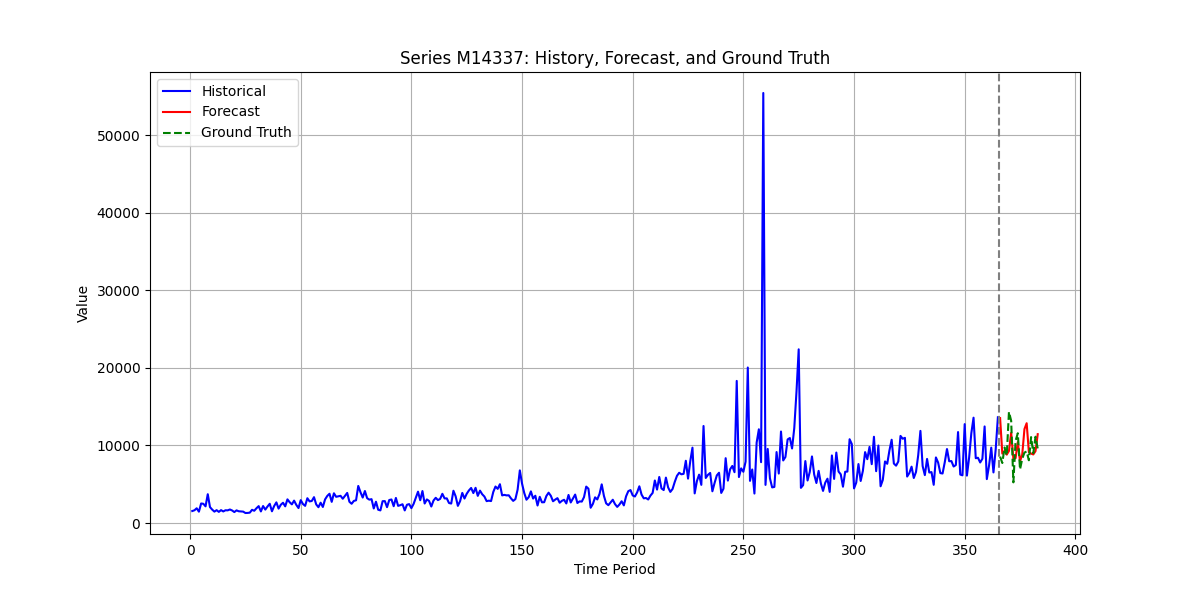 Series M14337: History, Forecast, and Ground Truth
Historical
Forecast
Ground Truth
Value
50000
40000
30000
20000
10000
0
0 50 100 150 200 250 300 350 400
Time Period